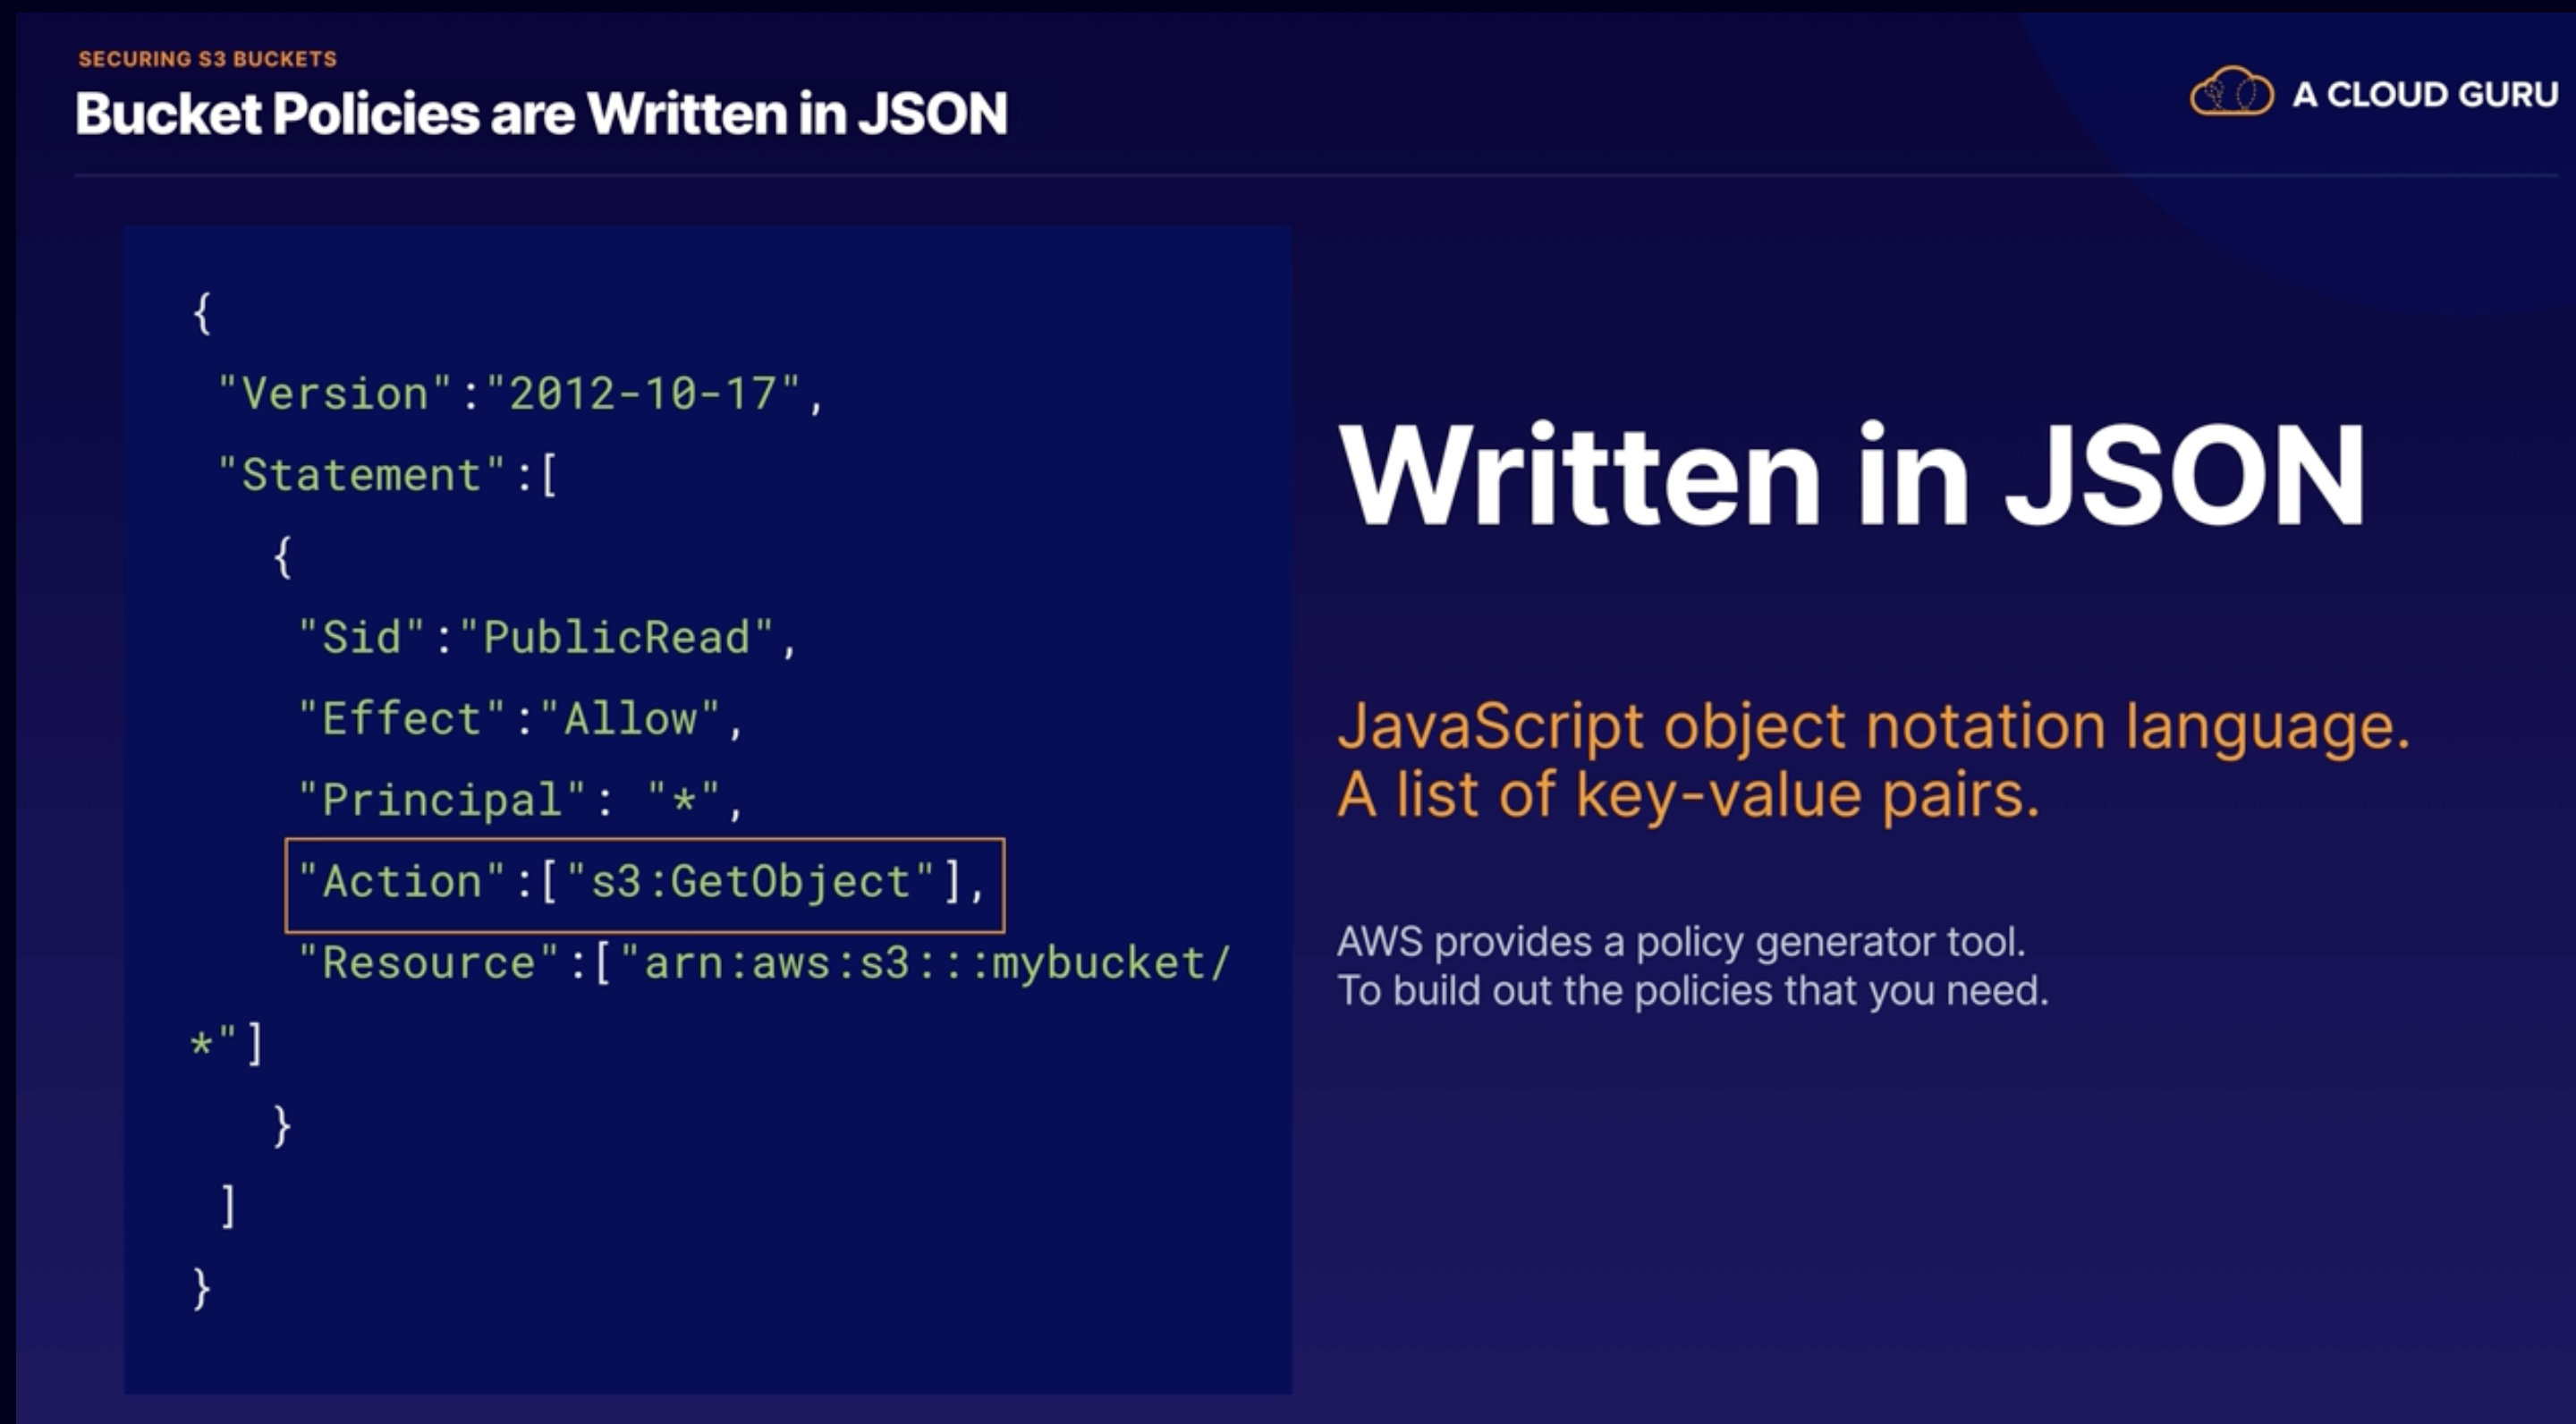 SECURING S3 BUCKETS
Bucket Policies are Written in JSON
A CLOUD GURU
{
"Version":"2012-10-17",
"Statement":[
{
"Sid":"PublicRead",
"Effect":"Allow",
"Principal": "*",
"Action":["s3:GetObject"],
"Resource":["arn:aws:s3:::mybucket/
*"]
}
]
}
Written in JSON
JavaScript object notation language.
A list of key-value pairs.
AWS provides a policy generator tool.
To build out the policies that you need.